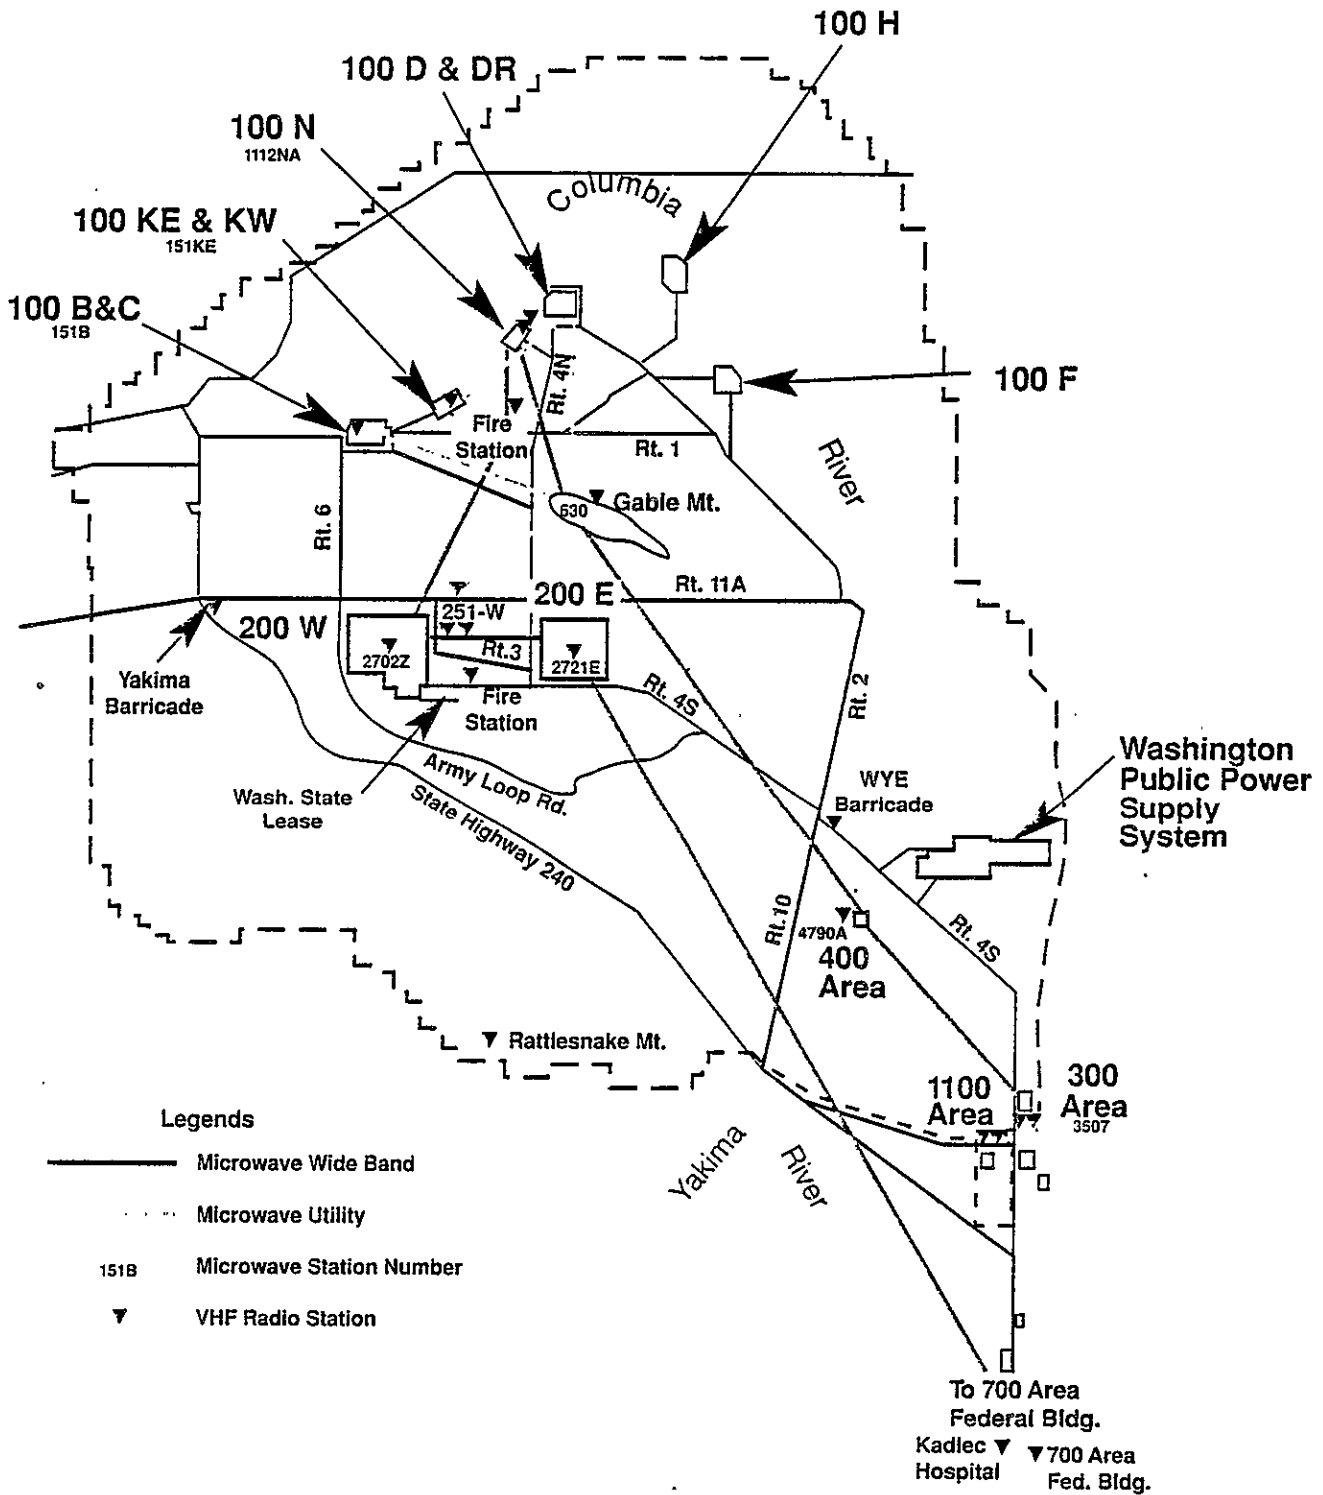 100 H
100 D & DR
100 N
1112NA
Columbia
100 KE & KW
151KE
100 B&C
151B
100 F
Rt. 4N
Fire
Station
Rt. 1
River
Gable Mt.
630
Rt. 6
Rt. 11A
200 E
251-W
200 W
Rt.3
2702Z
2721E
Yakima
Barricade
Fire
Station
Rt. 4S
Rt. 2
Army Loop Rd.
Wash. State
Lease
State Highway 240
WYE
Barricade
Washington
Public Power
Supply
System
Rt.10
4790A
400
Area
Rt. 4S
Rattlesnake Mt.
1100
Area
300
Area
3507
Yakima
River
Legends
Microwave Wide Band
Microwave Utility
151B
Microwave Station Number
VHF Radio Station
To 700 Area
Federal Bldg.
Kadlec
Hospital
700 Area
Fed. Bldg.